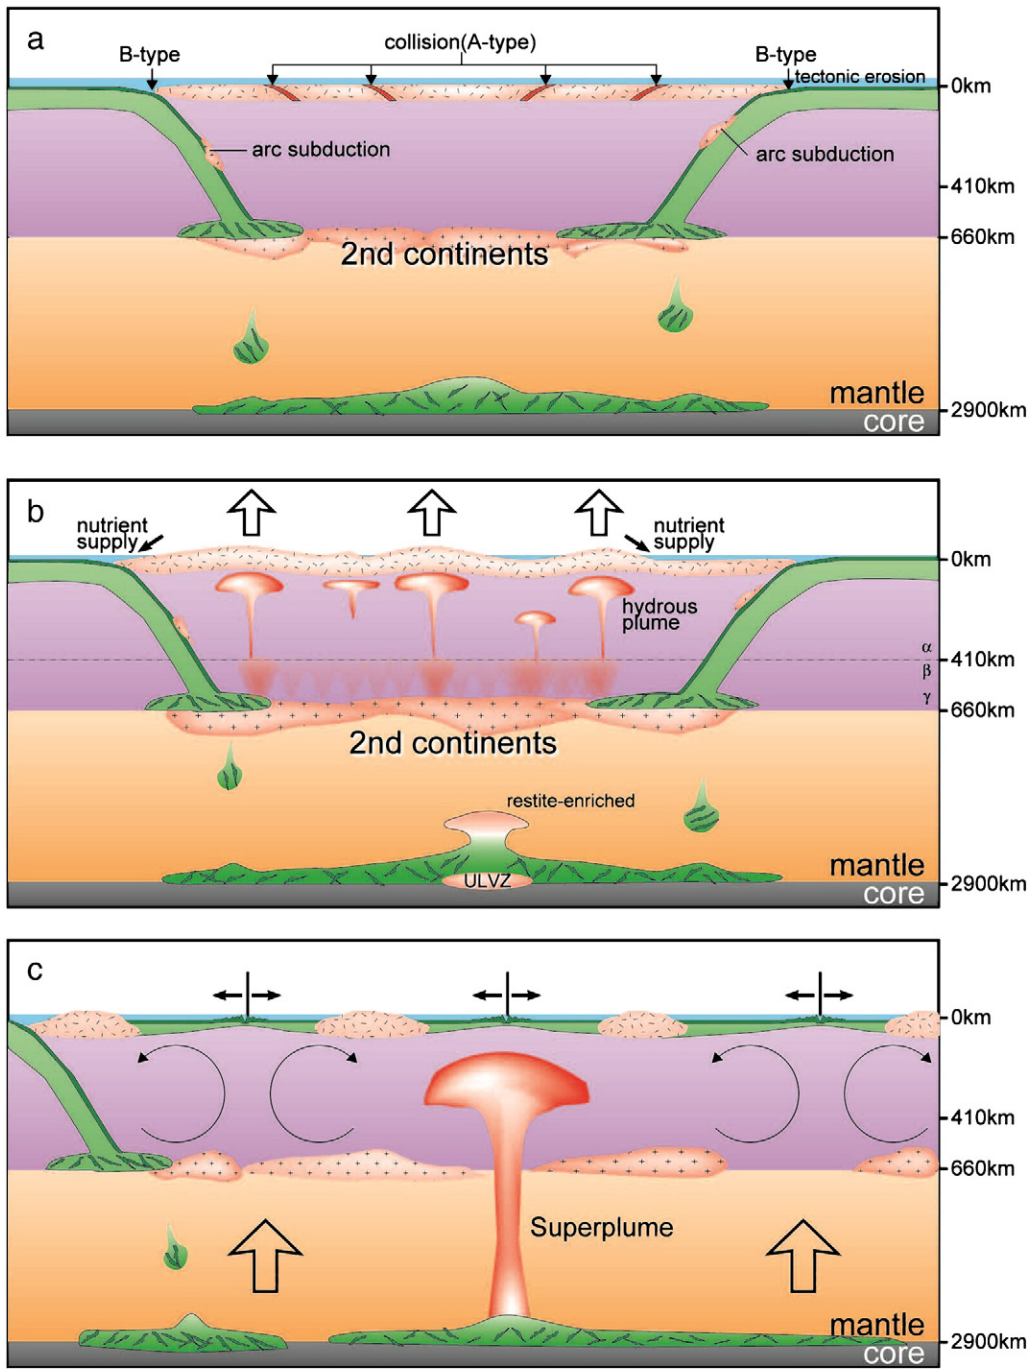 a
collision(A-type)
B-type
B-type
tectonic erosion
0km
arc subduction
arc subduction
410km
660km
2nd continents
mantle
core
2900km
b
nutrient
supply
nutrient
supply
0km
hydrous
plume
α
410km
β
γ
660km
2nd continents
restite-enriched
ULVZ
mantle
core
2900km
c
0km
410km
660km
Superplume
mantle
core
2900km